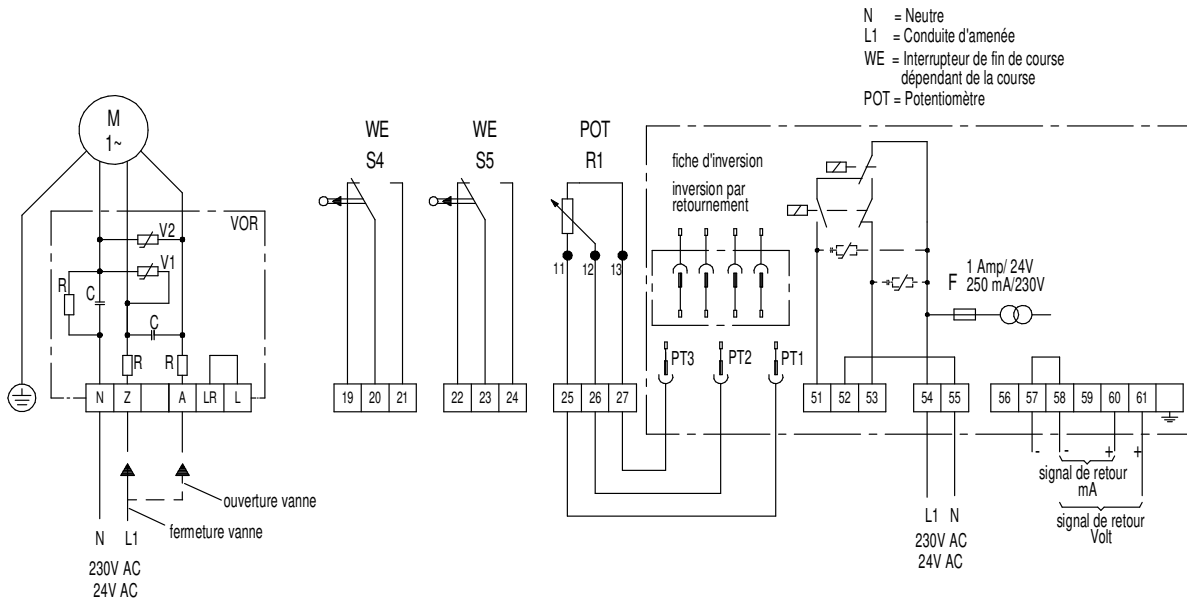 N = Neutre
L1 = Conduite d'amenée
WE = Interrupteur de fin de course
dépendant de la course
POT = Potentiomètre
M
1~
WE
S4
WE
S5
POT
R1
fiche d'inversion
inversion par
retournement
VOR
V2
V1
R
C
C
R
R
11
12
13
F
1 Amp/ 24V
250 mA/230V
PT3
PT2
PT1
N
Z
A
LR
L
19
20
21
22
23
24
25
26
27
51
52
53
54
55
56
57
58
59
60
61
- - + +
signal de retour
mA
signal de retour
Volt
ouverture vanne
fermeture vanne
N L1
230V AC
24V AC
L1 N
230V AC
24V AC